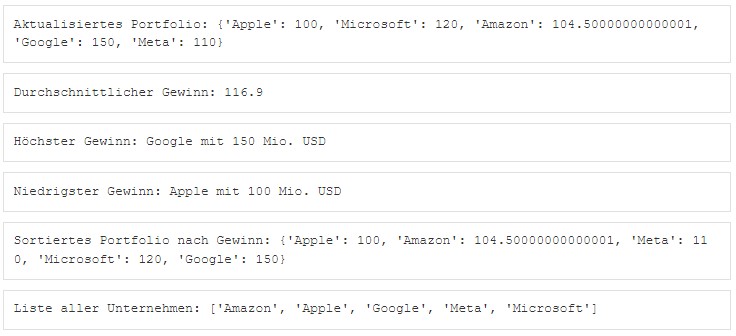 Aktualisiertes Portfolio: {'Apple': 100, 'Microsoft': 120, 'Amazon': 104.50000000000001,
'Google': 150, 'Meta': 110}
Durchschnittlicher Gewinn: 116.9
Höchster Gewinn: Google mit 150 Mio. USD
Niedrigster Gewinn: Apple mit 100 Mio. USD
Sortiertes Portfolio nach Gewinn: {'Apple': 100, 'Amazon': 104.50000000000001, 'Meta': 11
0, 'Microsoft': 120, 'Google': 150}
Liste aller Unternehmen: ['Amazon', 'Apple', 'Google', 'Meta', 'Microsoft']